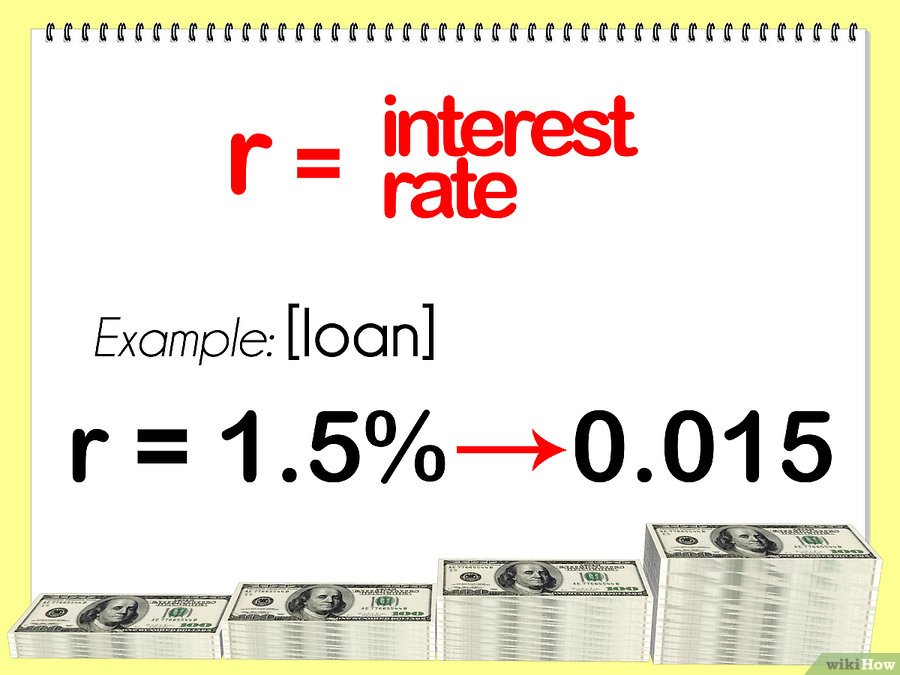 r = interest
rate
Example: [loan]
r = 1.5% → 0.015
wikiHow